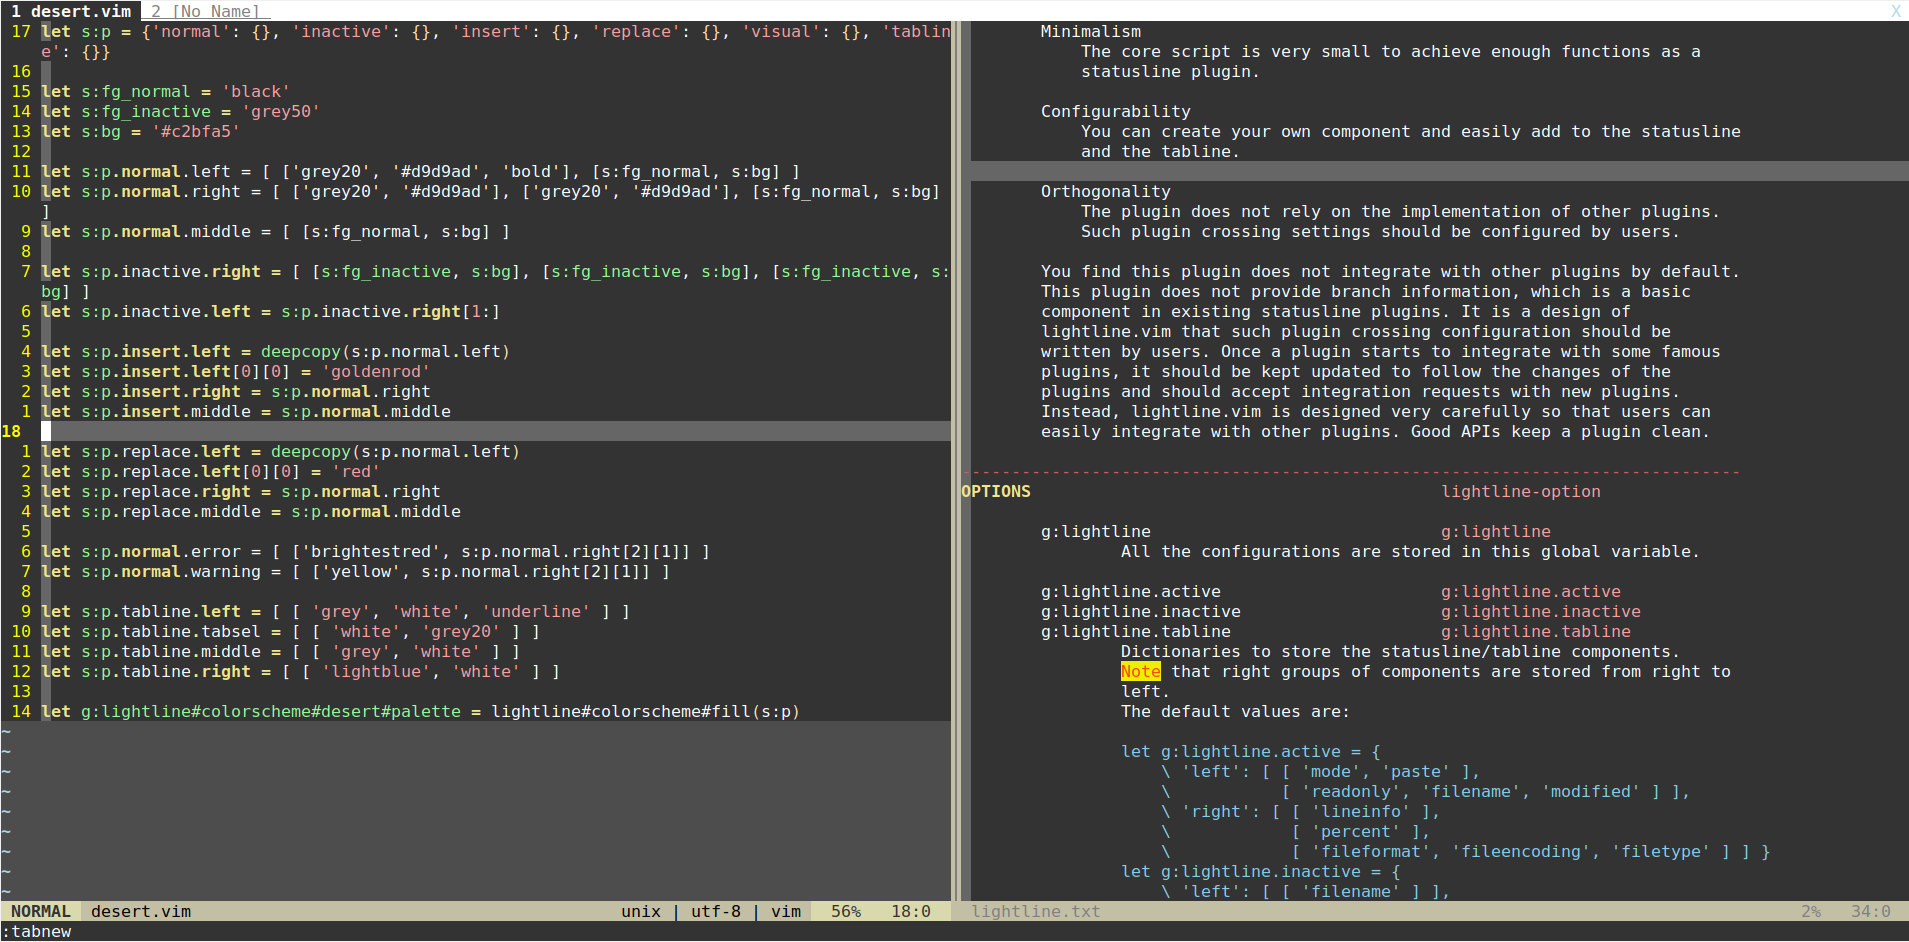 1 desert.vim  2 [No Name]  X
17 let s:p = {'normal': {}, 'inactive': {}, 'insert': {}, 'replace': {}, 'visual': {}, 'tablin
e': {}}
16
15 let s:fg_normal = 'black'
14 let s:fg_inactive = 'grey50'
13 let s:bg = '#c2bfa5'
12
11 let s:p.normal.left = [ ['grey20', '#d9d9ad', 'bold'], [s:fg_normal, s:bg] ]
10 let s:p.normal.right = [ ['grey20', '#d9d9ad'], ['grey20', '#d9d9ad'], [s:fg_normal, s:bg]
]
9 let s:p.normal.middle = [ [s:fg_normal, s:bg] ]
8
7 let s:p.inactive.right = [ [s:fg_inactive, s:bg], [s:fg_inactive, s:bg], [s:fg_inactive, s:
bg] ]
6 let s:p.inactive.left = s:p.inactive.right[1:]
5
4 let s:p.insert.left = deepcopy(s:p.normal.left)
3 let s:p.insert.left[0][0] = 'goldenrod'
2 let s:p.insert.right = s:p.normal.right
1 let s:p.insert.middle = s:p.normal.middle
18
1 let s:p.replace.left = deepcopy(s:p.normal.left)
2 let s:p.replace.left[0][0] = 'red'
3 let s:p.replace.right = s:p.normal.right
4 let s:p.replace.middle = s:p.normal.middle
5
6 let s:p.normal.error = [ ['brightestred', s:p.normal.right[2][1]] ]
7 let s:p.normal.warning = [ ['yellow', s:p.normal.right[2][1]] ]
8
9 let s:p.tabline.left = [ [ 'grey', 'white', 'underline' ] ]
10 let s:p.tabline.tabsel = [ [ 'white', 'grey20' ] ]
11 let s:p.tabline.middle = [ [ 'grey', 'white' ] ]
12 let s:p.tabline.right = [ [ 'lightblue', 'white' ] ]
13
14 let g:lightline#colorscheme#desert#palette = lightline#colorscheme#fill(s:p)
~
~
~
~
~
~
~
~
~
NORMAL desert.vim unix | utf-8 | vim 56% 18:0
Minimalism
The core script is very small to achieve enough functions as a
statusline plugin.
Configurability
You can create your own component and easily add to the statusline
and the tabline.
Orthogonality
The plugin does not rely on the implementation of other plugins.
Such plugin crossing settings should be configured by users.
You find this plugin does not integrate with other plugins by default.
This plugin does not provide branch information, which is a basic
component in existing statusline plugins. It is a design of
lightline.vim that such plugin crossing configuration should be
written by users. Once a plugin starts to integrate with some famous
plugins, it should be kept updated to follow the changes of the
plugins and should accept integration requests with new plugins.
Instead, lightline.vim is designed very carefully so that users can
easily integrate with other plugins. Good APIs keep a plugin clean.
------------------------------------------------------------------------------
OPTIONS lightline-option
g:lightline g:lightline
All the configurations are stored in this global variable.
g:lightline.active g:lightline.active
g:lightline.inactive g:lightline.inactive
g:lightline.tabline g:lightline.tabline
Dictionaries to store the statusline/tabline components.
Note that right groups of components are stored from right to
left.
The default values are:
let g:lightline.active = {
\ 'left': [ [ 'mode', 'paste' ],
\ [ 'readonly', 'filename', 'modified' ] ],
\ 'right': [ [ 'lineinfo' ],
\ [ 'percent' ],
\ [ 'fileformat', 'fileencoding', 'filetype' ] ] }
let g:lightline.inactive = {
\ 'left': [ [ 'filename' ] ],
lightline.txt 2% 34:0
:tabnew